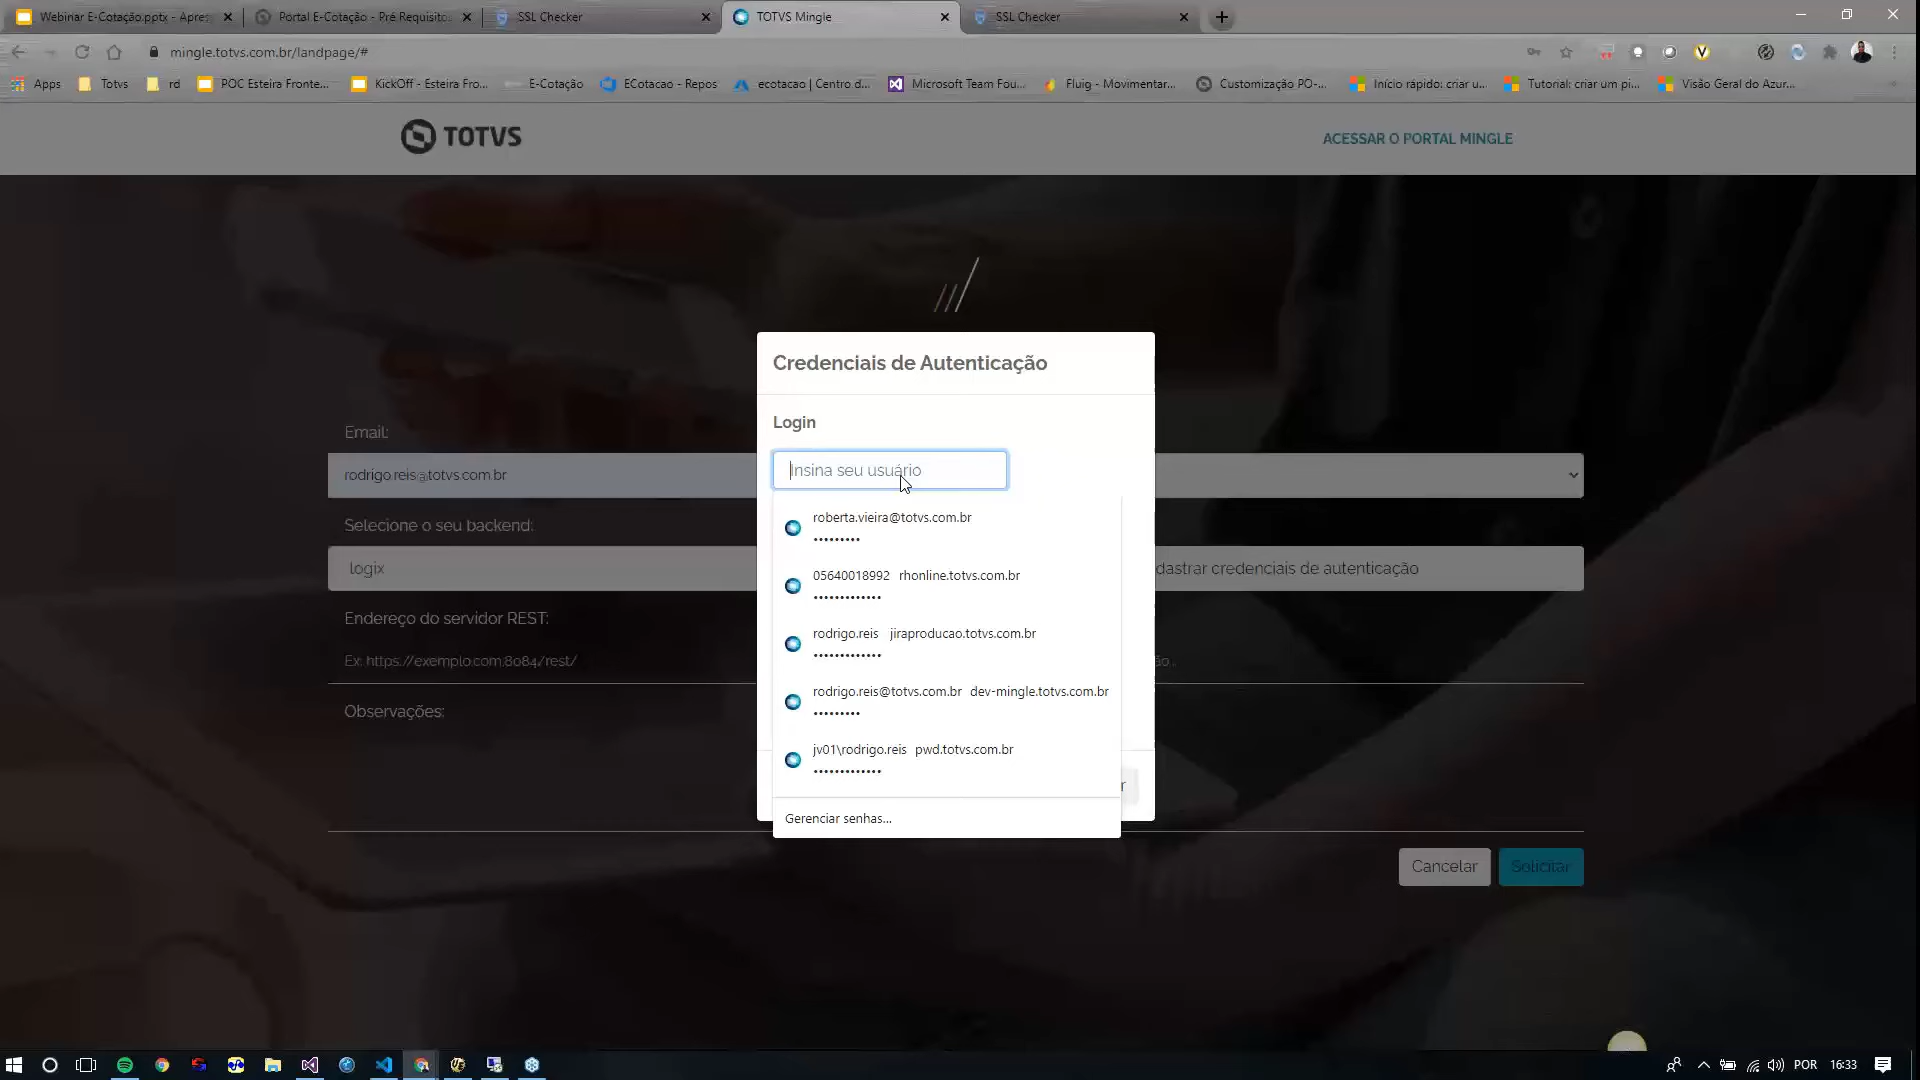 Webinar E-Cotação.pptx - Apres
Portal E-Cotação - Pré Requisito
SSL Checker
TOTVS Mingle
SSL Checker
mingle.totvs.com.br/landpage/#
Apps
Totvs
rd
POC Esteira Fronte...
KickOff - Esteira Fro...
E-Cotação
ECotacao - Repos
ecotacao | Centro d...
Microsoft Team Fou...
Fluig - Movimentar...
Customização PO-...
Início rápido: criar u...
Tutorial: criar um pi...
Visão Geral do Azur...
TOTVS
ACESSAR O PORTAL MINGLE
Credenciais de Autenticação
Login
Insina seu usuário
Email:
rodrigo.reis@totvs.com.br
Selecione o seu backend:
logix
dastrar credenciais de autenticação
Endereço do servidor REST:
Ex: https://exemplo.com:8084/rest/
ão...
Observações:
roberta.vieira@totvs.com.br
•••••••••
05640018992 rhonline.totvs.com.br
•••••••••••••
rodrigo.reis jiraproducao.totvs.com.br
•••••••••••••
rodrigo.reis@totvs.com.br dev-mingle.totvs.com.br
•••••••••
jv01\rodrigo.reis pwd.totvs.com.br
•••••••••••••
r
Gerenciar senhas...
Cancelar
Solicitar
POR
16:33